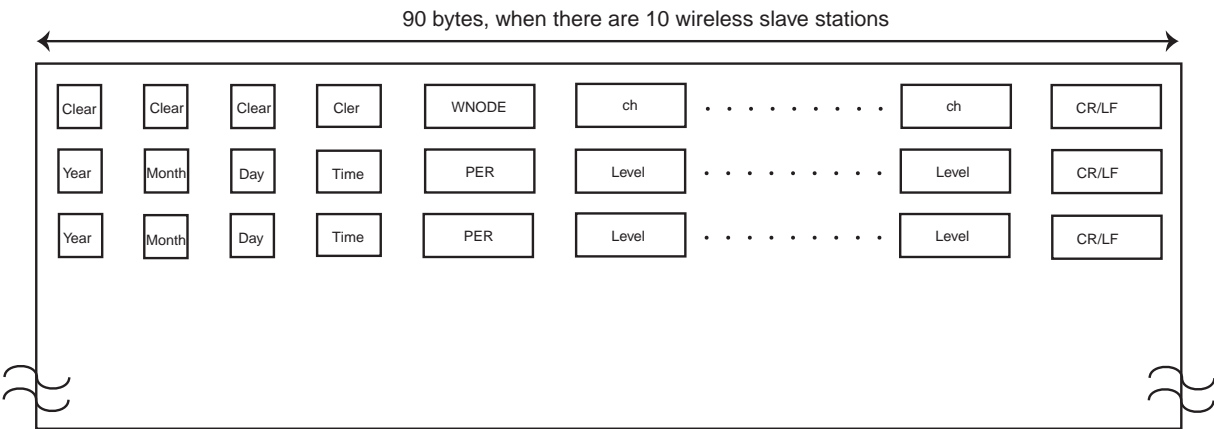 90 bytes, when there are 10 wireless slave stations
Clear Clear Clear Cler WNODE ch . . . . . . . . . ch CR/LF
Year Month Day Time PER Level . . . . . . . . . Level CR/LF
Year Month Day Time PER Level . . . . . . . . . Level CR/LF